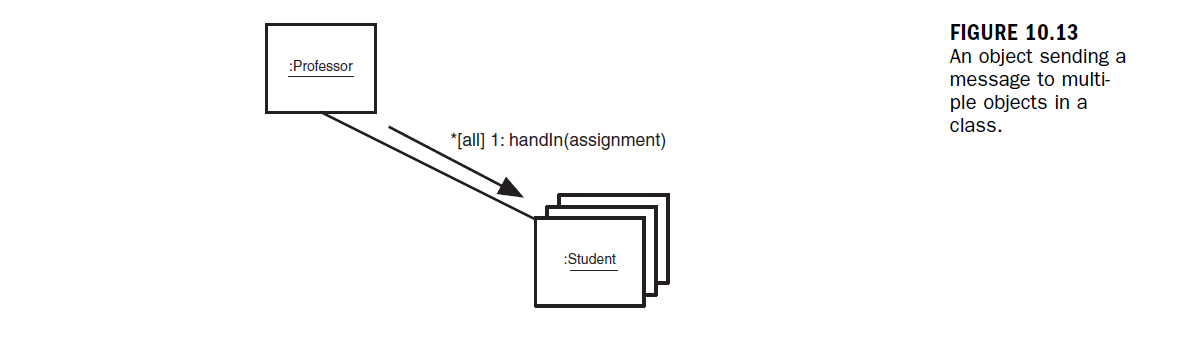 :Professor
*[all] 1: handIn(assignment)
:Student
FIGURE 10.13
An object sending a
message to multi-
ple objects in a
class.